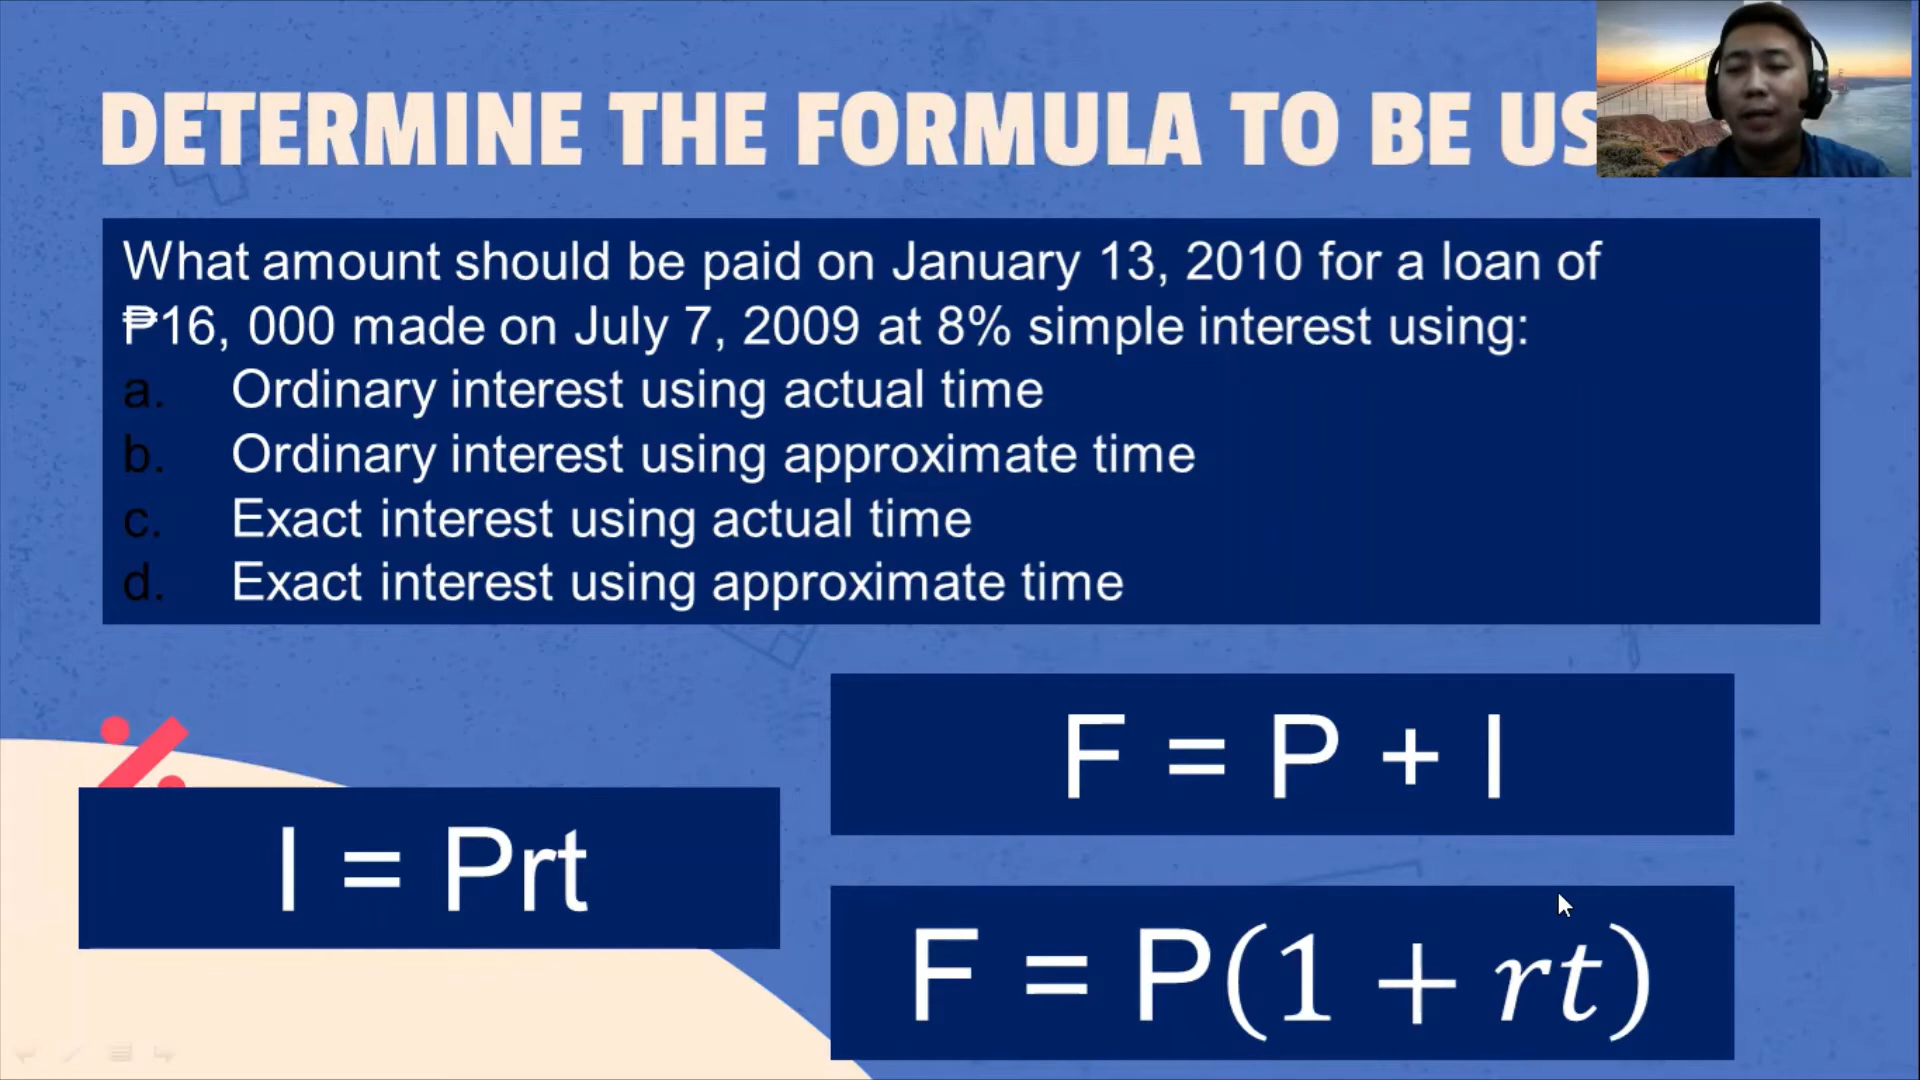 DETERMINE THE FORMULA TO BE US
What amount should be paid on January 13, 2010 for a loan of
₱16, 000 made on July 7, 2009 at 8% simple interest using:
a. Ordinary interest using actual time
b. Ordinary interest using approximate time
c. Exact interest using actual time
d. Exact interest using approximate time
F = P + I
I = Prt
F = P(1 + rt)